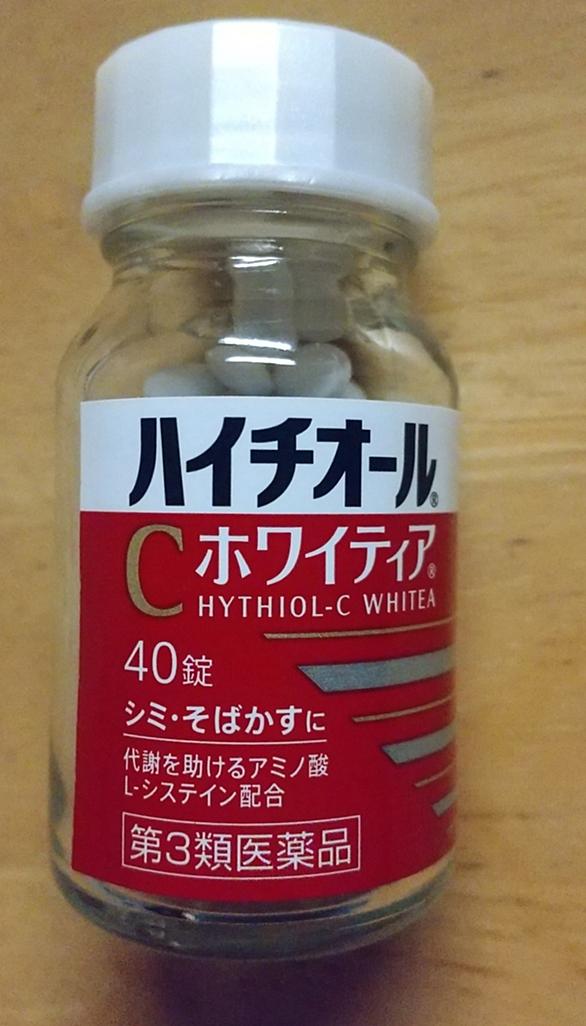 ハイチオール®
Cホワイティア®
HYTHIOL-C WHITEA
40錠
シミ・そばかすに
代謝を助けるアミノ酸
L-システイン配合
第3類医薬品